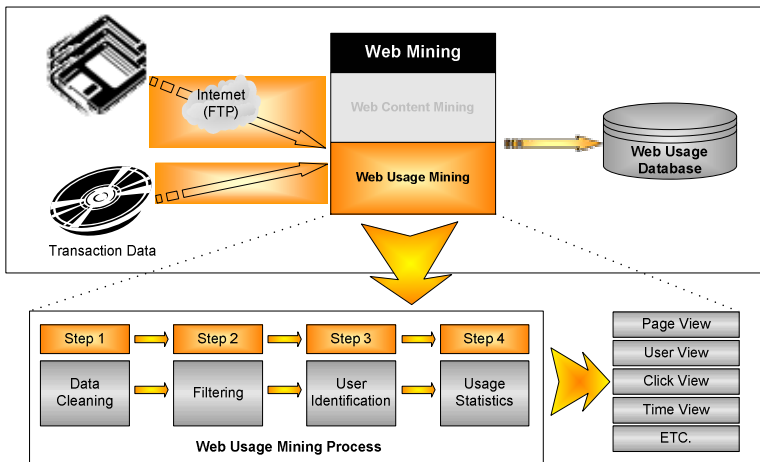 Web Mining
Internet
(FTP)
Web Content Mining
Web Usage Mining
Web Usage
Database
Transaction Data
Step 1
Step 2
Step 3
Step 4
Data
Cleaning
Filtering
User
Identification
Usage
Statistics
Web Usage Mining Process
Page View
User View
Click View
Time View
ETC.